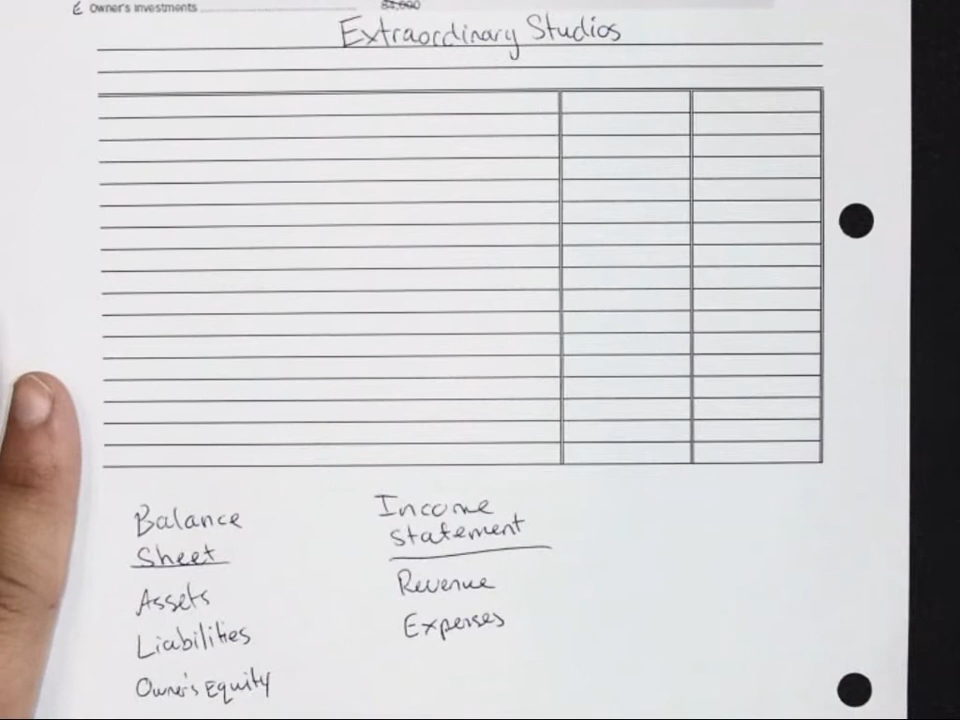 E Owner's Investments
Extraordinary Studios
Balance
Sheet
Assets
Liabilities
Owner's Equity
Income
Statement
Revenue
Expenses